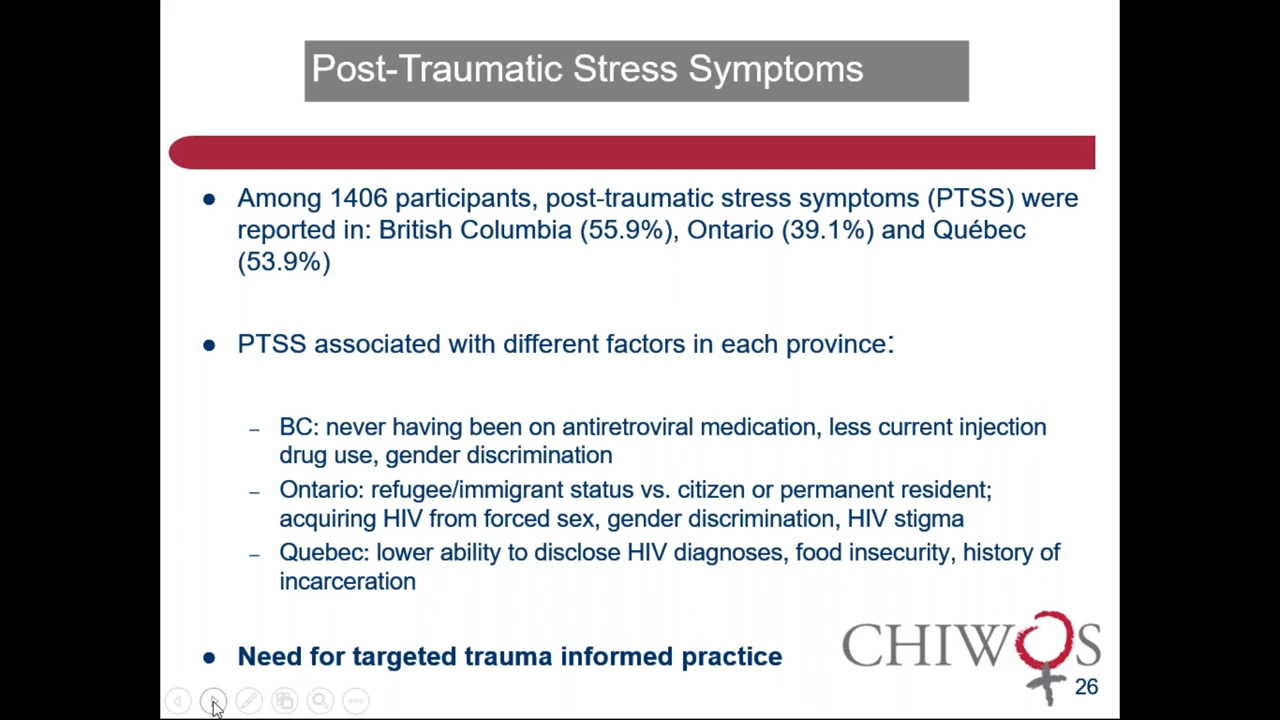 Post-Traumatic Stress Symptoms
● Among 1406 participants, post-traumatic stress symptoms (PTSS) were
reported in: British Columbia (55.9%), Ontario (39.1%) and Québec
(53.9%)
● PTSS associated with different factors in each province:
– BC: never having been on antiretroviral medication, less current injection
drug use, gender discrimination
– Ontario: refugee/immigrant status vs. citizen or permanent resident;
acquiring HIV from forced sex, gender discrimination, HIV stigma
– Quebec: lower ability to disclose HIV diagnoses, food insecurity, history of
incarceration
● Need for targeted trauma informed practice
CHIWOS
26